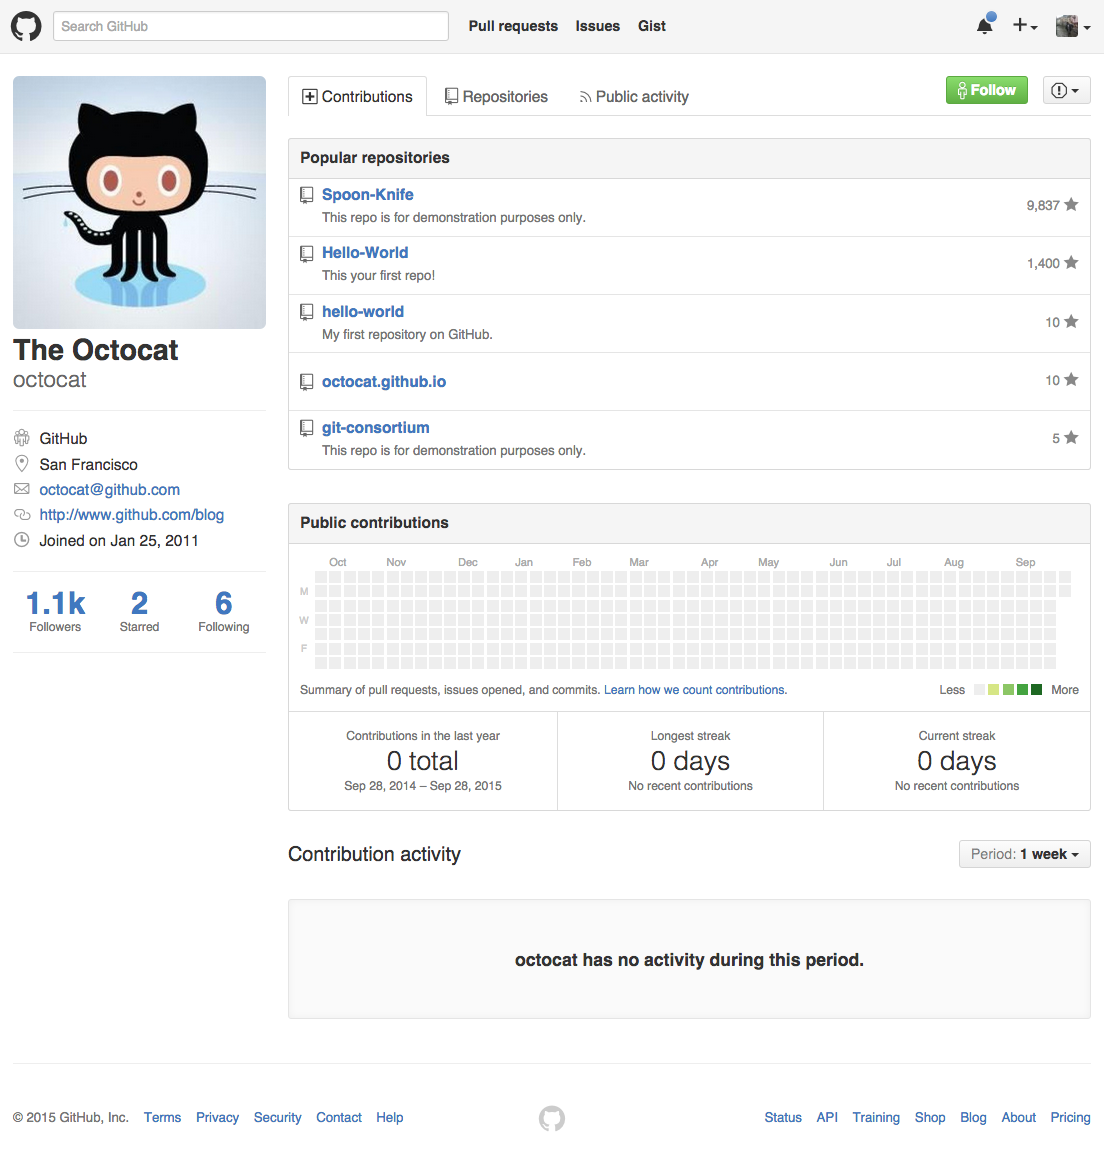 Search GitHub
Pull requests Issues Gist
Contributions Repositories Public activity
Follow
Popular repositories
Spoon-Knife
This repo is for demonstration purposes only.
9,837
Hello-World
This your first repo!
1,400
hello-world
My first repository on GitHub.
10
octocat.github.io
10
git-consortium
This repo is for demonstration purposes only.
5
The Octocat
octocat
GitHub
San Francisco
octocat@github.com
http://www.github.com/blog
Joined on Jan 25, 2011
1.1k 2 6
Followers Starred Following
Public contributions
Oct Nov Dec Jan Feb Mar Apr May Jun Jul Aug Sep
M
W
F
Summary of pull requests, issues opened, and commits. Learn how we count contributions.
Less More
Contributions in the last year
0 total
Sep 28, 2014 – Sep 28, 2015
Longest streak
0 days
No recent contributions
Current streak
0 days
No recent contributions
Contribution activity
Period: 1 week
octocat has no activity during this period.
© 2015 GitHub, Inc. Terms Privacy Security Contact Help
Status API Training Shop Blog About Pricing